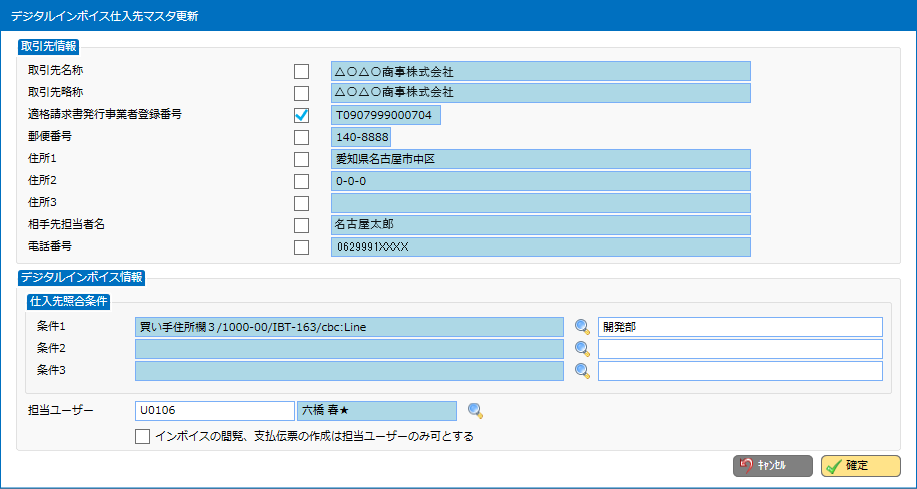 デジタルインボイス仕入先マスタ更新
取引先情報
取引先名称 △○△○商事株式会社
取引先略称 △○△○商事株式会社
適格請求書発行事業者登録番号 T0907999000704
郵便番号 140-8888
住所1 愛知県名古屋市中区
住所2 0-0-0
住所3
相手先担当者名 名古屋太郎
電話番号 0629991XXXX
デジタルインボイス情報
仕入先照合条件
条件1 買い手住所欄３/1000-00/IBT-163/cbc:Line 開発部
条件2
条件3
担当ユーザー U0106 六橋 春★
インボイスの閲覧、支払伝票の作成は担当ユーザーのみ可とする
ｷｬﾝｾﾙ 確定